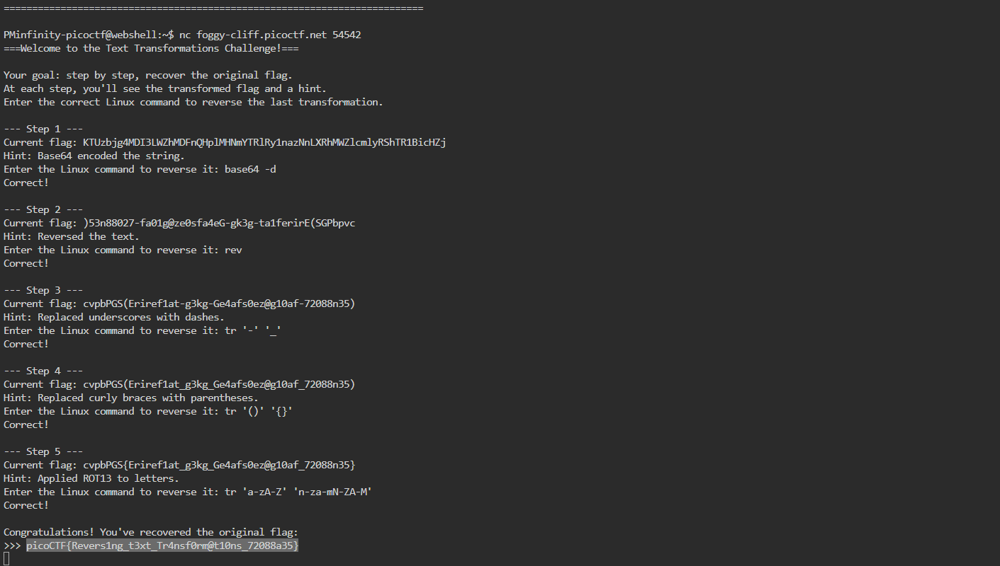 ==========================================================================
PMinfinity-picoctf@webshell:~$ nc foggy-cliff.picoctf.net 54542
===Welcome to the Text Transformations Challenge!===
Your goal: step by step, recover the original flag.
At each step, you'll see the transformed flag and a hint.
Enter the correct Linux command to reverse the last transformation.
--- Step 1 ---
Current flag: KTUzbjg4MDI3LWZhMDFnQHplMHNmYTRlRy1nazNnLXRhMWZlcmlyRShTR1BicHZj
Hint: Base64 encoded the string.
Enter the Linux command to reverse it: base64 -d
Correct!
--- Step 2 ---
Current flag: )53n88027-fa01g@ze0sfa4eG-gk3g-ta1ferirE(SGPbpvc
Hint: Reversed the text.
Enter the Linux command to reverse it: rev
Correct!
--- Step 3 ---
Current flag: cvpbPGS(Eriref1at-g3kg-Ge4afs0ez@g10af-72088n35)
Hint: Replaced underscores with dashes.
Enter the Linux command to reverse it: tr '-' '_'
Correct!
--- Step 4 ---
Current flag: cvpbPGS(Eriref1at_g3kg_Ge4afs0ez@g10af_72088n35)
Hint: Replaced curly braces with parentheses.
Enter the Linux command to reverse it: tr '()' '{}'
Correct!
--- Step 5 ---
Current flag: cvpbPGS{Eriref1at_g3kg_Ge4afs0ez@g10af_72088n35}
Hint: Applied ROT13 to letters.
Enter the Linux command to reverse it: tr 'a-zA-Z' 'n-za-mN-ZA-M'
Correct!
Congratulations! You've recovered the original flag:
>>> picoCTF{Revers1ng_t3xt_Tr4nsf0rm@t10ns_72088a35}